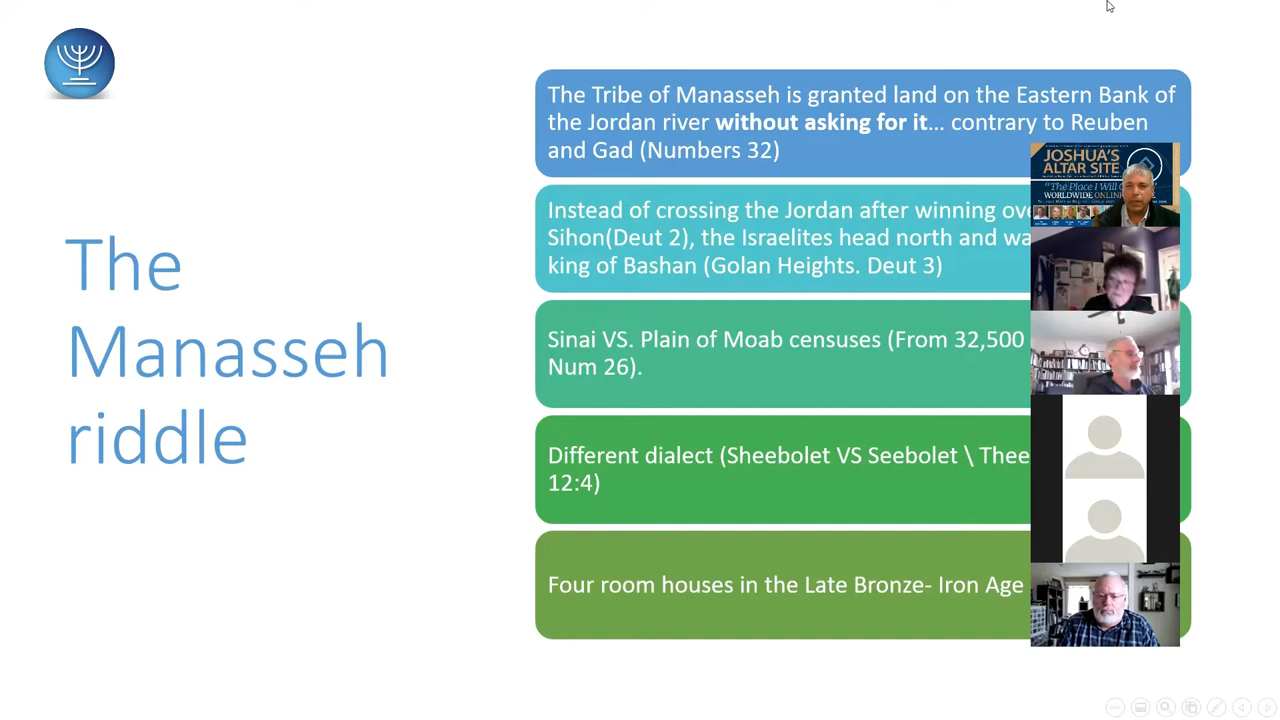 The Tribe of Manasseh is granted land on the Eastern Bank of
the Jordan river without asking for it… contrary to Reuben
and Gad (Numbers 32)
Instead of crossing the Jordan after winning
Sihon(Deut 2), the Israelites head north and
king of Bashan (Golan Heights. Deut 3)
The
Manasseh
riddle
Sinai VS. Plain of Moab censuses (From 32,500
Num 26).
Different dialect (Sheebolet VS Seebolet \
12:4)
Four room houses in the Late Bronze- Iron Age
JOSHUA'S
ALTAR SITE
"The Place I Will
WORLDWIDE